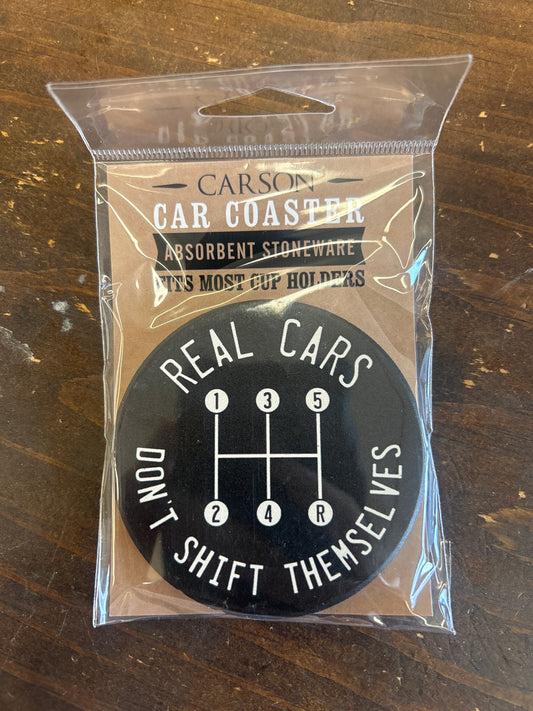 CARSON
CAR COASTER
ABSORBENT STONEWARE
FITS MOST CUP HOLDERS
REAL CARS
1 3 5
2 4 R
DON'T SHIFT THEMSELVES